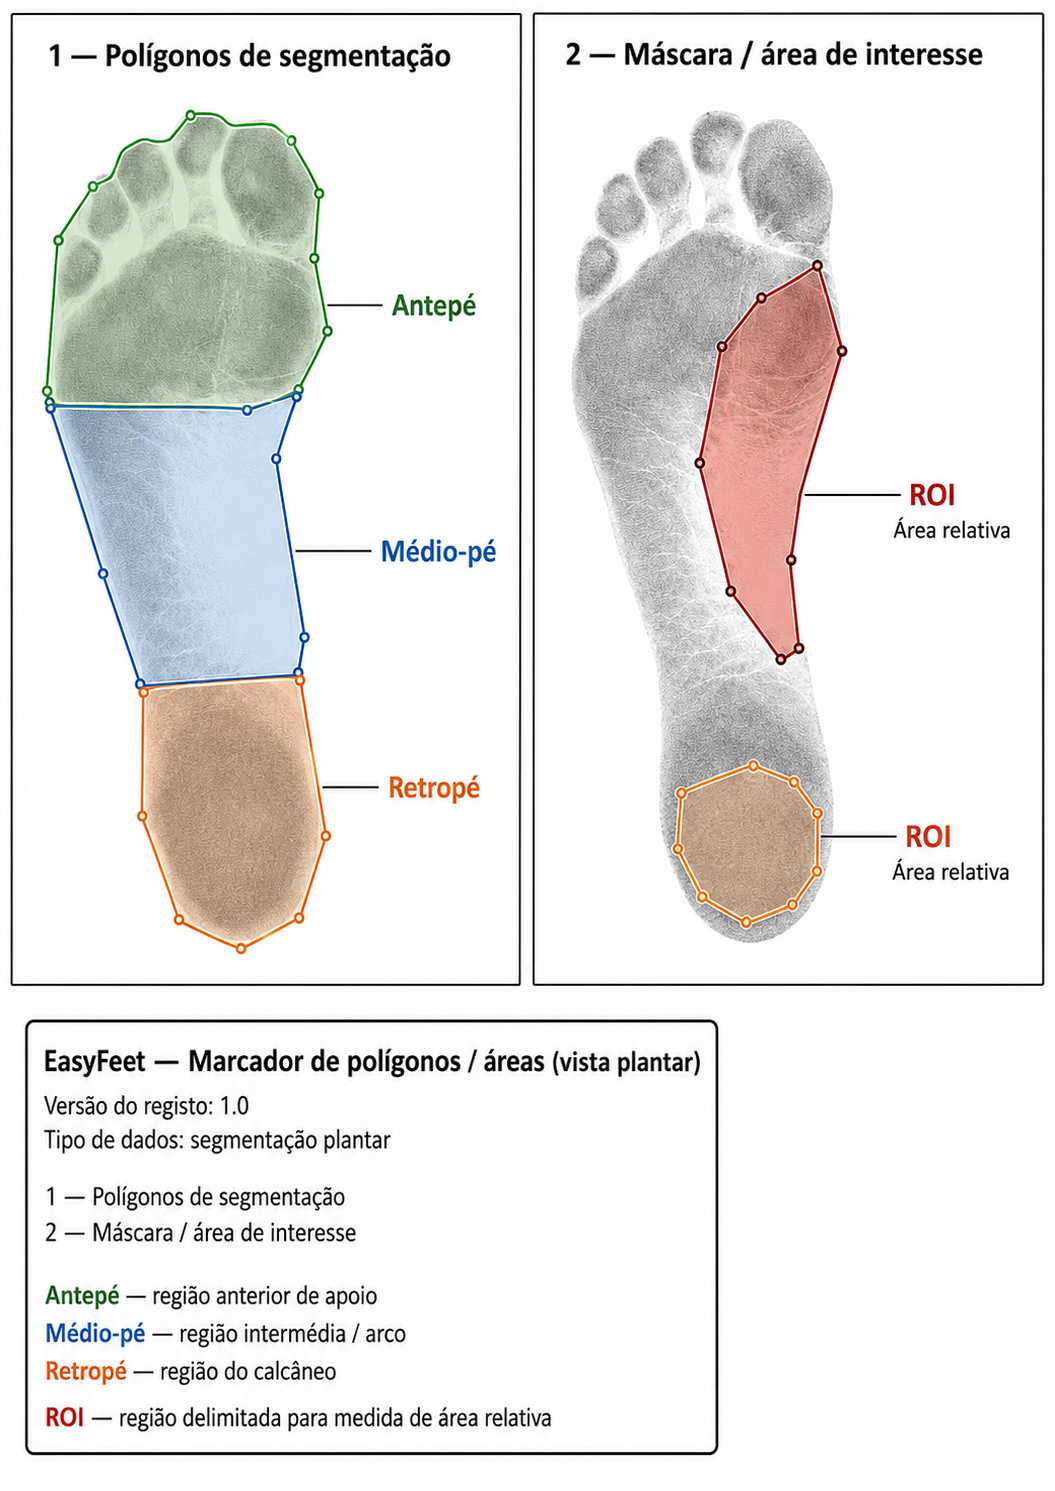 1 — Polígonos de segmentação
Antepé
Médio-pé
Retropé
2 — Máscara / área de interesse
ROI
Área relativa
ROI
Área relativa
EasyFeet — Marcador de polígonos / áreas (vista plantar)
Versão do registo: 1.0
Tipo de dados: segmentação plantar
1 — Polígonos de segmentação
2 — Máscara / área de interesse
Antepé — região anterior de apoio
Médio-pé — região intermédia / arco
Retropé — região do calcâneo
ROI — região delimitada para medida de área relativa